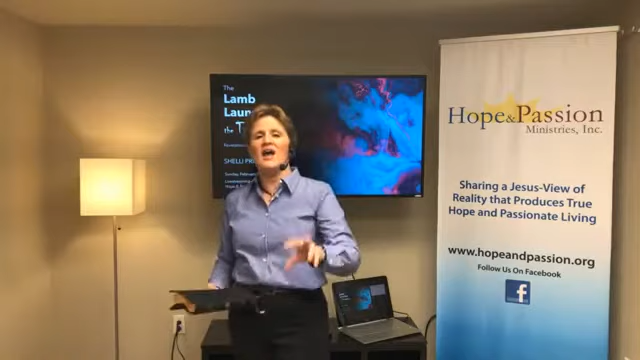 The
Lamb
the T
SHELLI PR
Hope&Passion
Ministries, Inc.
Sharing a Jesus-View of
Reality that Produces True
Hope and Passionate Living
www.hopeandpassion.org
Follow Us On Facebook
f